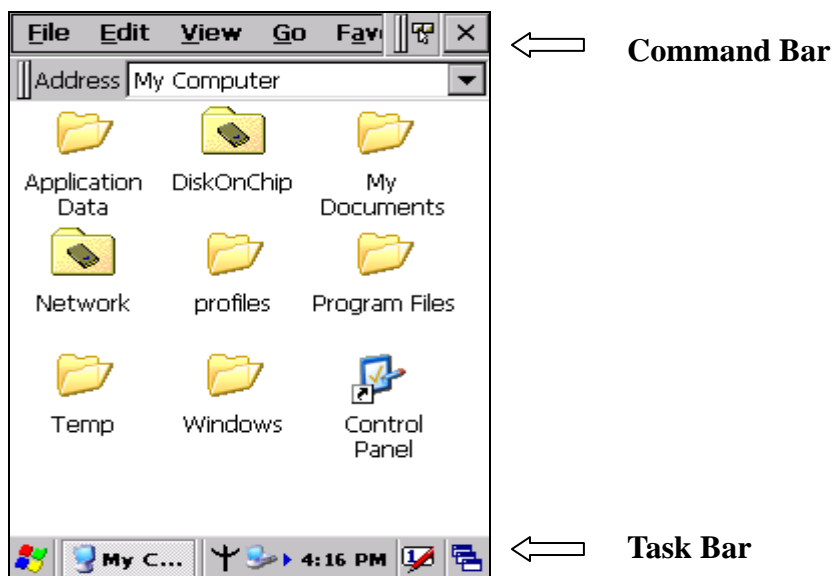 File Edit View Go Fav
Command Bar
Address My Computer
Application Data
DiskOnChip
My Documents
Network
profiles
Program Files
Temp
Windows
Control Panel
My C... 4:16 PM
Task Bar